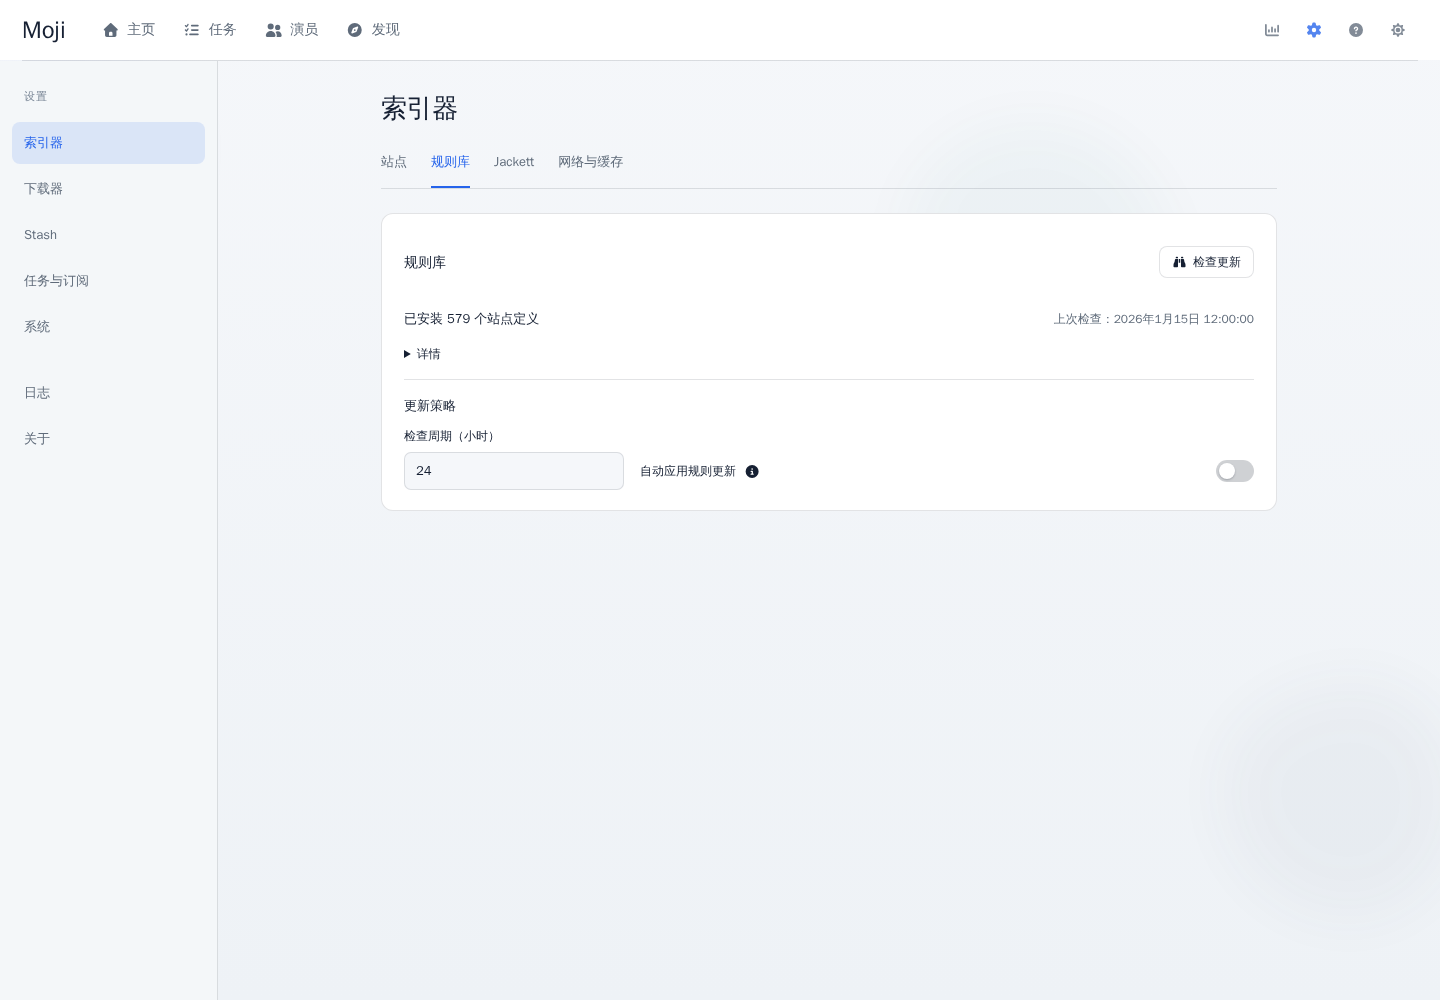 Moji 主页 任务 演员 发现
设置
索引器
下载器
Stash
任务与订阅
系统
日志
关于
索引器
站点 规则库 Jackett 网络与缓存
规则库 检查更新
已安装 579 个站点定义 上次检查：2026年1月15日 12:00:00
详情
更新策略
检查周期（小时）
24 自动应用规则更新